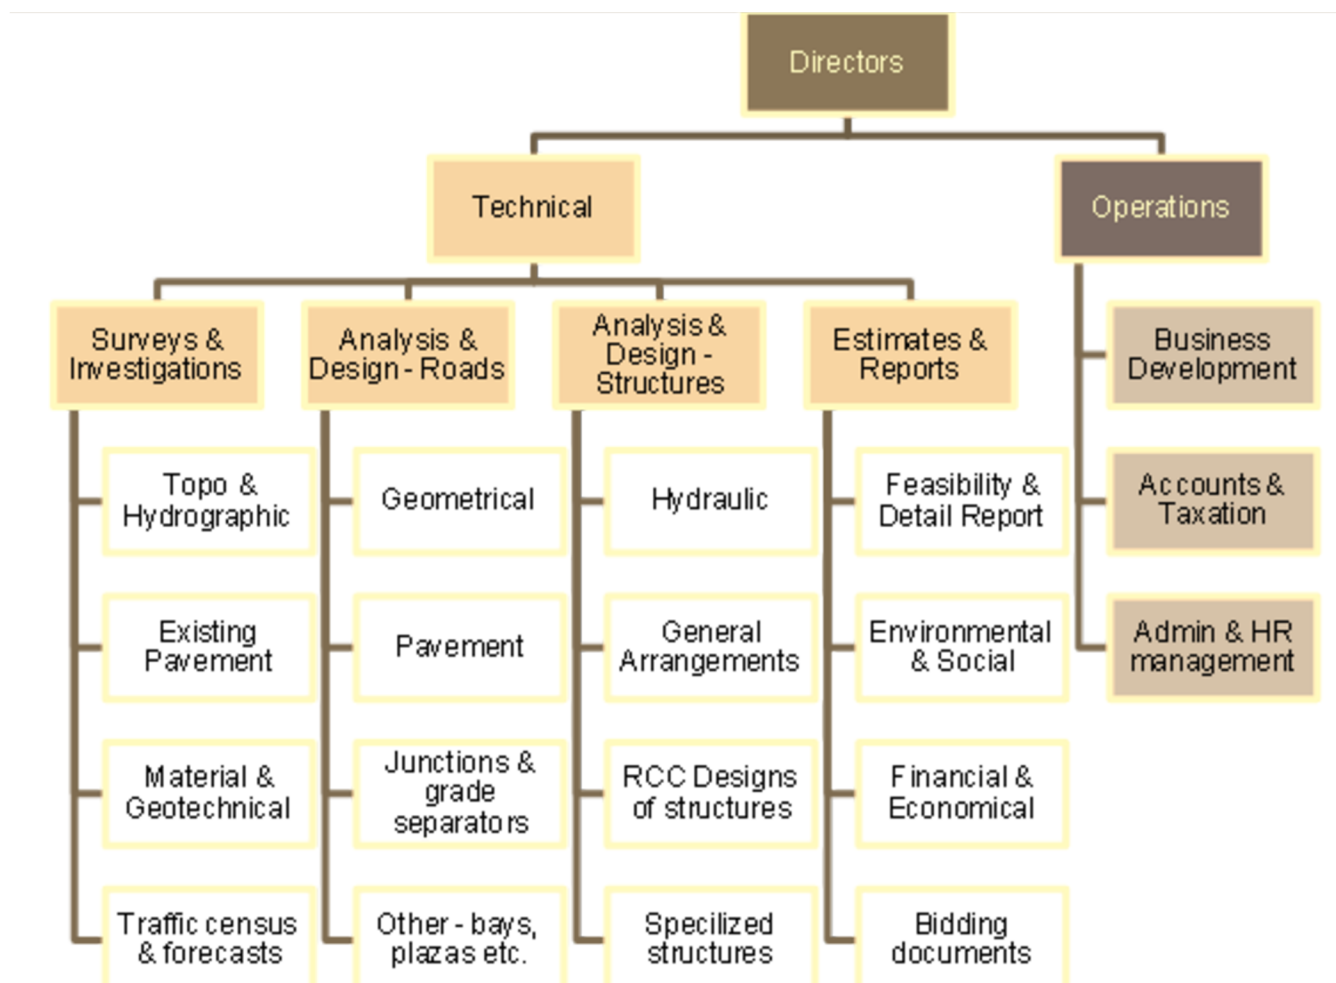 Directors
Technical
Operations
Surveys &
Investigations
Analysis &
Design - Roads
Analysis &
Design -
Structures
Estimates &
Reports
Business
Development
Topo &
Hydrographic
Geometrical
Hydraulic
Feasibility &
Detail Report
Accounts &
Taxation
Existing
Pavement
Pavement
General
Arrangements
Environmental
& Social
Admin & HR
management
Material &
Geotechnical
Junctions &
grade
separators
RCC Designs
of structures
Financial &
Economical
Traffic census
& forecasts
Other - bays,
plazas etc.
Specilized
structures
Bidding
documents